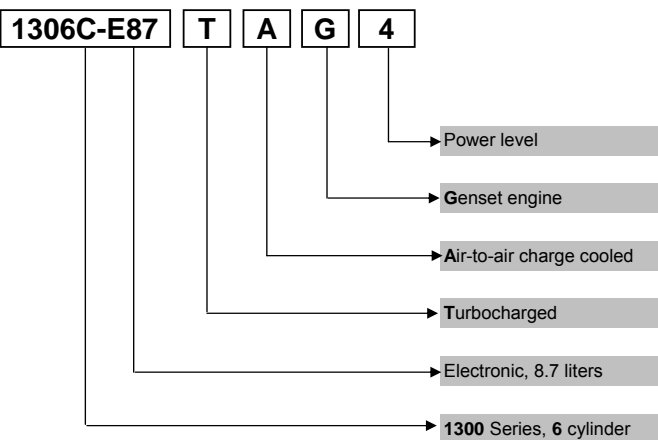 1306C-E87 T A G 4
Power level
Genset engine
Air-to-air charge cooled
Turbocharged
Electronic, 8.7 liters
1300 Series, 6 cylinder